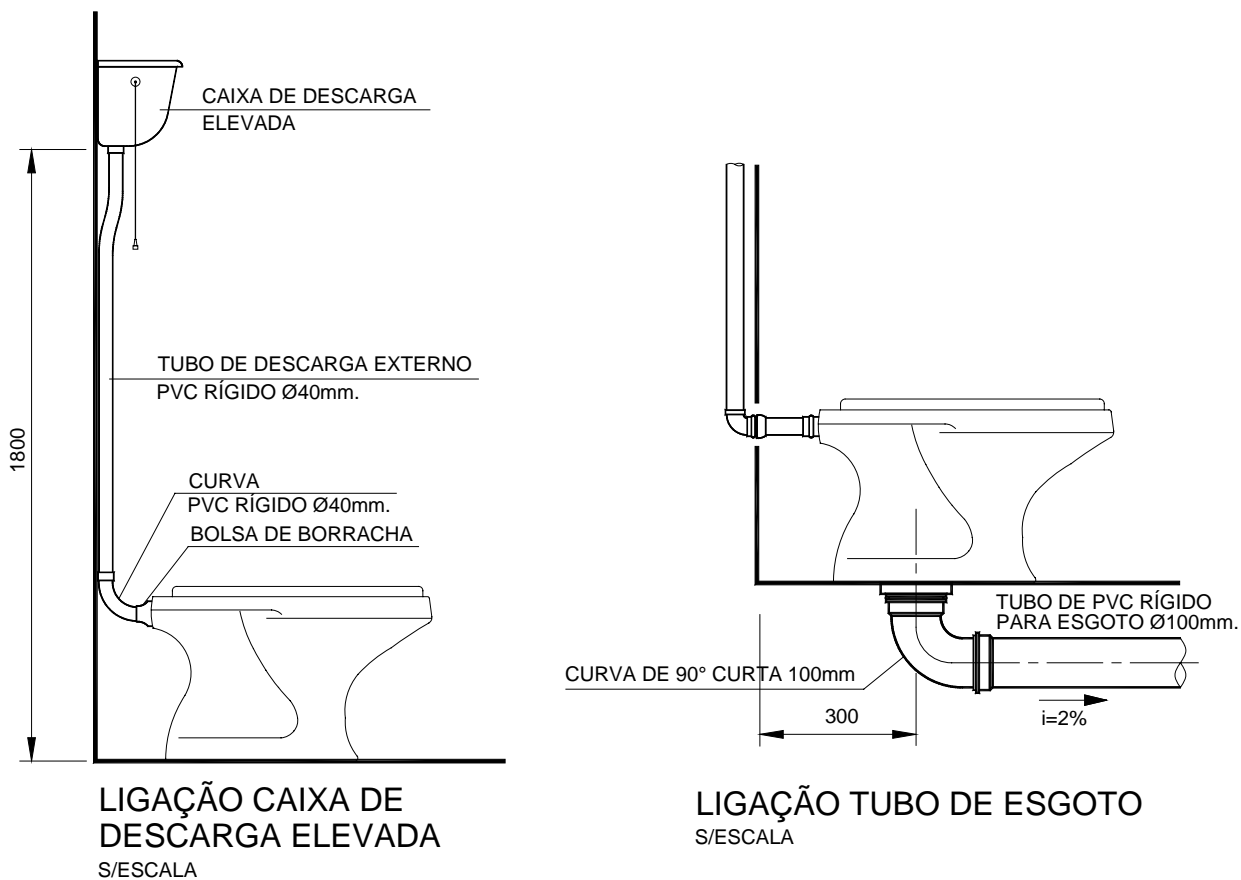 CAIXA DE DESCARGA
ELEVADA
1800
TUBO DE DESCARGA EXTERNO
PVC RÍGIDO Ø40mm.
CURVA
PVC RÍGIDO Ø40mm.
BOLSA DE BORRACHA
LIGAÇÃO CAIXA DE
DESCARGA ELEVADA
S/ESCALA
TUBO DE PVC RÍGIDO
PARA ESGOTO Ø100mm.
CURVA DE 90° CURTA 100mm
300
i=2%
LIGAÇÃO TUBO DE ESGOTO
S/ESCALA